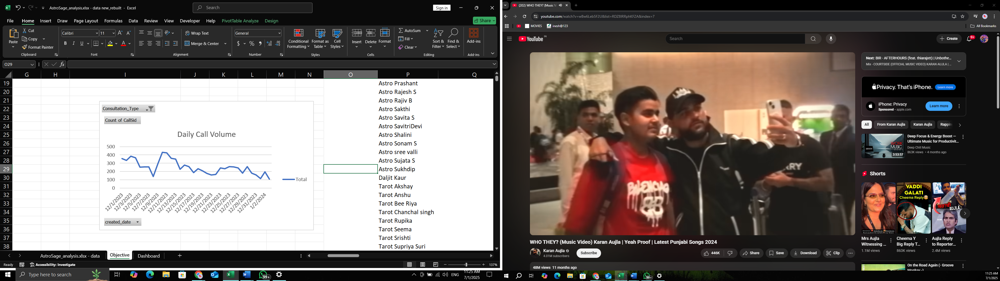 AstroSage_analysis.xlsx - data new_rebuilt - Excel
Search
Sign in
File Home Insert Draw Page Layout Formulas Data Review View Developer Help PivotTable Analyze Design
Share
Paste
Cut
Copy
Format Painter
Clipboard
Calibri 11
B I U
Font
Wrap Text
Merge & Center
Alignment
General
$ %
Number
Conditional Formatting
Format as Table
Cell Styles
Styles
Insert Delete Format
Cells
AutoSum
Fill
Clear
Sort & Filter
Find & Select
Editing
Add-ins
Add-ins
O29
fx
G H I J K L M N O P Q
19 Astro Prashant
20 Astro Rajesh S
21 Astro Rajiv B
22 Astro Sakthi
23 Astro Savita S
24 Astro SavitriDevi
25 Astro Shalini
26 Astro Sonam S
27 Astro sree valli
28 Astro Sujata S
29 Astro Sukhdip
30 Daljit Kaur
31 Tarot Akshay
32 Tarot Anshu
33 Tarot Bee Riya
34 Tarot Chanchal singh
35 Tarot Rupika
36 Tarot Seema
37 Tarot Srishti
38 Tarot Supriya Suri
Consultation_Type
Count of CallSid
Daily Call Volume
500
400
300
200
100
0
Total
12/1/2023
12/3/2023
12/5/2023
12/7/2023
12/9/2023
12/11/2023
12/13/2023
12/15/2023
12/17/2023
12/19/2023
12/21/2023
12/23/2023
12/25/2023
12/27/2023
12/29/2023
12/31/2023
1/2/2024
created_date
AstroSage_analysis.xlsx - data Objective Dashboard
Ready Accessibility: Investigate 137%
Type here to search
99+
ENG
11:25 AM
7/1/2025
(202) WHO THEY? (Music Vi
youtube.com/watch?v=wBw6Leb5F2U&list=RDZ8IRRphKFZA&index=7
MOVIES inesh@123
All Bookmarks
YouTube IN
Search
Create
9+
BALENCIAG
BB
RRY
WHO THEY? (Music Video) Karan Aujla | Yeah Proof | Latest Punjabi Songs 2024
Karan Aujla
4.01M subscribers
Subscribe
446K
Share
Save
Download
Clip
48M views 11 months ago
Next: BIR - AFTERHOURS (feat. thiarajxtt) | Unbothe...
Mix - COURTSIDE (OFFICIAL MUSIC VIDEO) KARAN AUJLA | ...
Privacy. That's iPhone.
Learn more
iPhone: Privacy
Sponsored · apple.com
Learn more
All From Karan Aujla Karan Aujla Rappin
WORK
MUSIC
3:53:57
Deep Focus & Energy Boost —
Ultimate Music for Productivit...
Deep Chill Music
863K views • 4 months ago
Shorts
VADDI
GALATI
Cheema Reply
AUJLA
Mrs Aujla
Witnessing ...
1.1M views
Cheema Y
Big Reply T...
863K views
Aujla Reply
to Reporter...
2.4M views
On the Road Again (- Groove
Monkey -)
99+
11:25 AM
7/1/2025